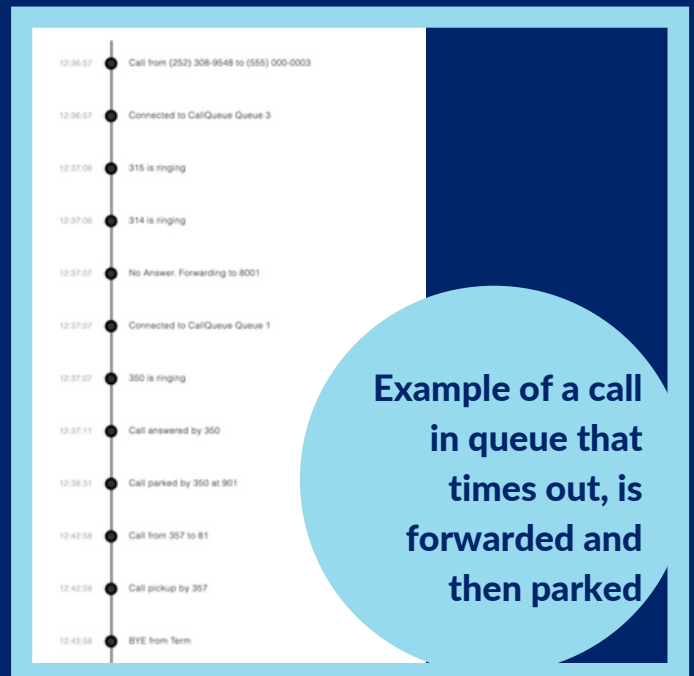 12:36:57 Call from (252) 308-9548 to (555) 000-0003
12:36:57 Connected to CallQueue Queue 3
12:37:06 315 is ringing
12:37:06 314 is ringing
12:37:07 No Answer. Forwarding to 8001
12:37:07 Connected to CallQueue Queue 1
12:37:07 350 is ringing
12:37:11 Call answered by 350
12:38:31 Call parked by 350 at 901
12:42:58 Call from 357 to 81
12:42:58 Call pickup by 357
12:42:58 BYE from Term
Example of a call
in queue that
times out, is
forwarded and
then parked